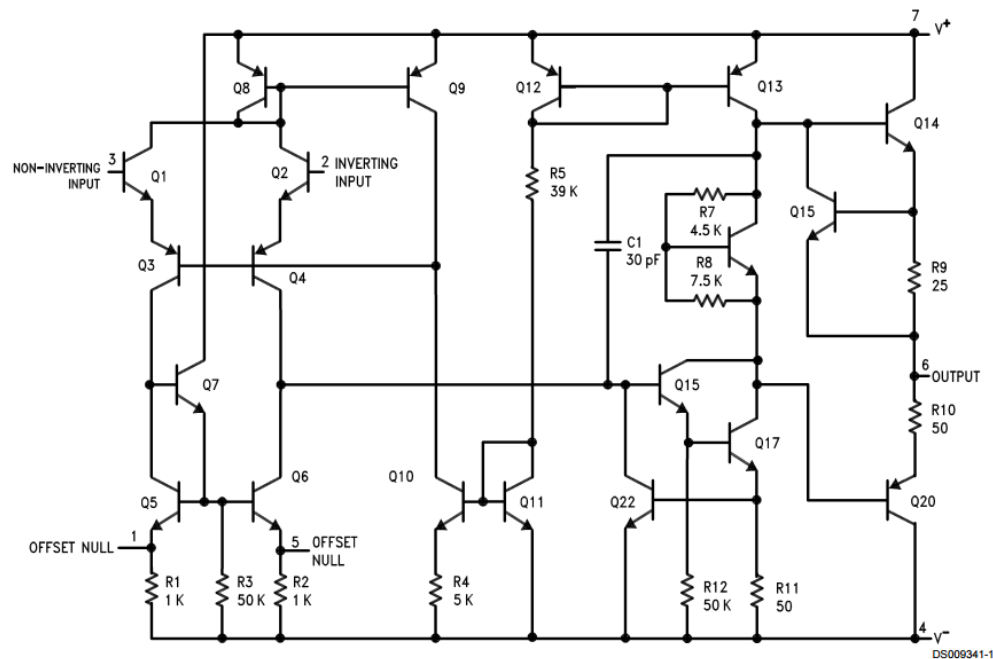 7
V+
Q8
Q9
Q12
Q13
Q14
3
NON-INVERTING
INPUT
Q1
Q2
2 INVERTING
INPUT
R5
39 K
Q15
R7
4.5 K
C1
30 pF
R8
7.5 K
Q3
Q4
R9
25
6
OUTPUT
Q7
Q15
R10
50
Q17
Q5
Q6
Q10
Q11
Q22
Q20
1
OFFSET NULL
5 OFFSET
NULL
R1
1 K
R3
50 K
R2
1 K
R4
5 K
R12
50 K
R11
50
4
V-
DS009341-1